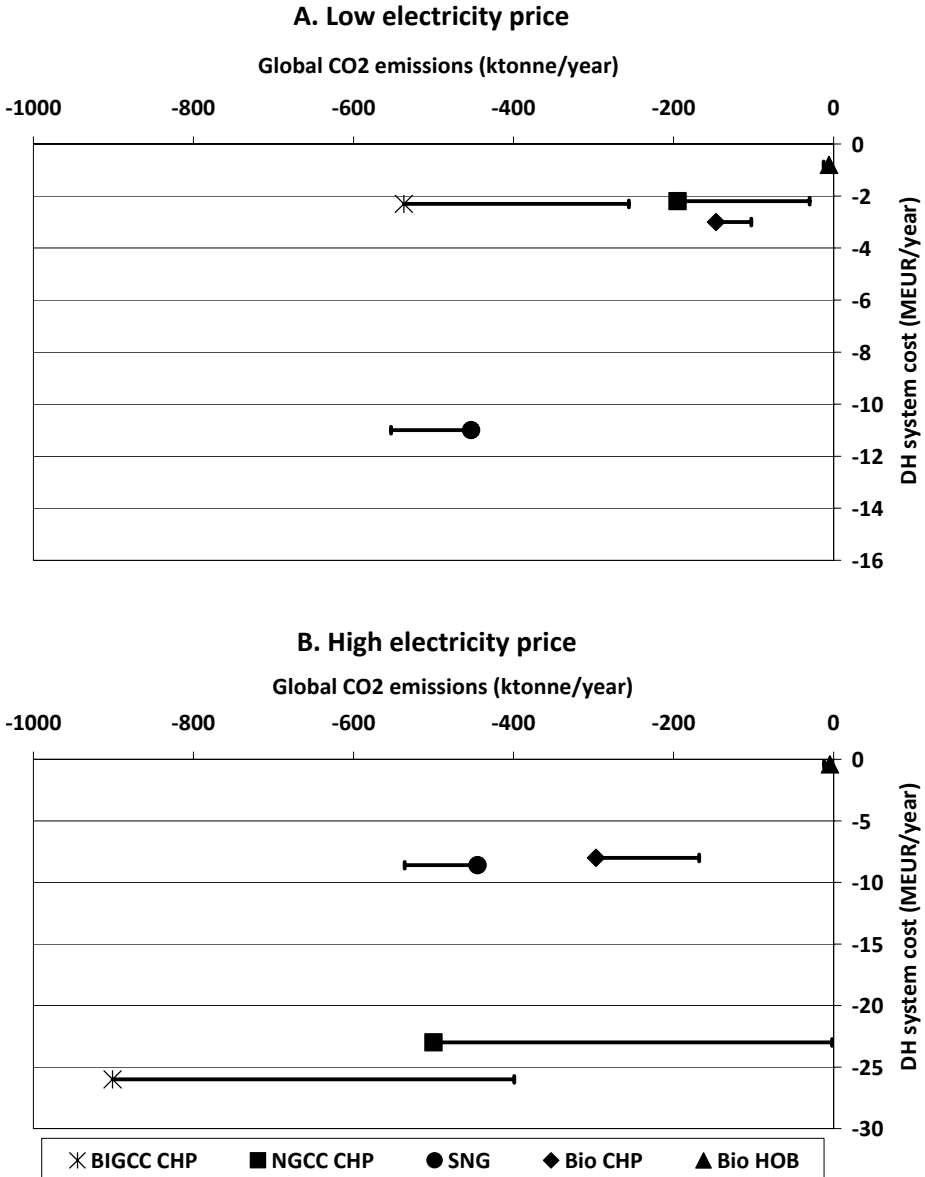 A. Low electricity price
Global CO2 emissions (ktonne/year)
-1000 -800 -600 -400 -200 0
0
-2
-4
-6
-8
-10
-12
-14
-16
DH system cost (MEUR/year)
B. High electricity price
Global CO2 emissions (ktonne/year)
-1000 -800 -600 -400 -200 0
0
-5
-10
-15
-20
-25
-30
DH system cost (MEUR/year)
BIGCC CHP NGCC CHP SNG Bio CHP Bio HOB